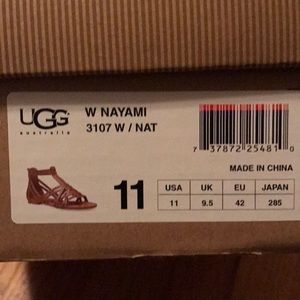 UGG
australia
W NAYAMI
3107 W / NAT
7 37872 25481 0
MADE IN CHINA
11
USA UK EU JAPAN
11 9.5 42 285